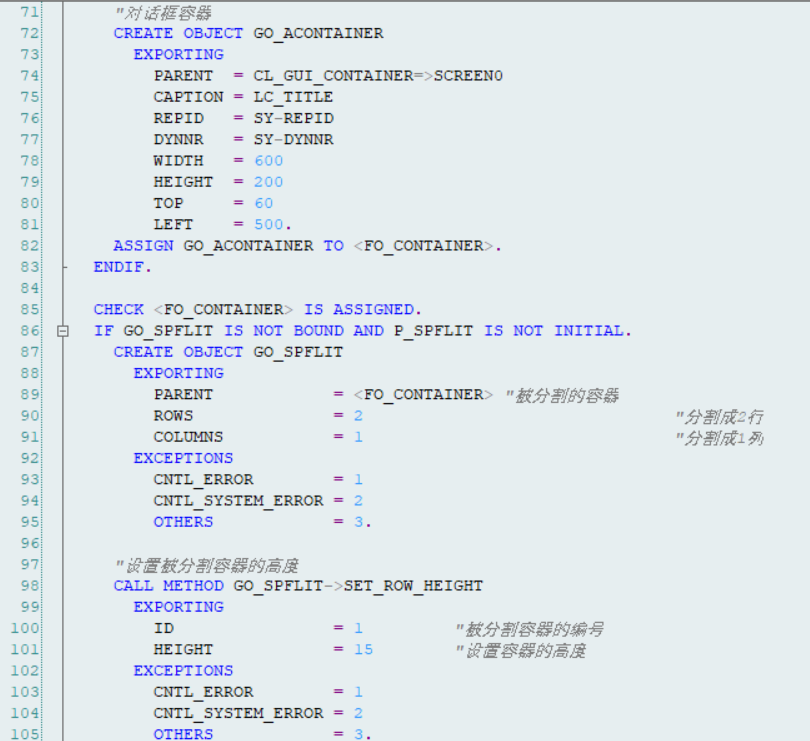 71 "对话框容器
72 CREATE OBJECT GO_ACONTAINER
73 EXPORTING
74 PARENT = CL_GUI_CONTAINER=>SCREEN0
75 CAPTION = LC_TITLE
76 REPID = SY-REPID
77 DYNNR = SY-DYNNR
78 WIDTH = 600
79 HEIGHT = 200
80 TOP = 60
81 LEFT = 500.
82 ASSIGN GO_ACONTAINER TO <FO_CONTAINER>.
83 ENDIF.
84
85 CHECK <FO_CONTAINER> IS ASSIGNED.
86 IF GO_SPFLIT IS NOT BOUND AND P_SPFLIT IS NOT INITIAL.
87 CREATE OBJECT GO_SPFLIT
88 EXPORTING
89 PARENT = <FO_CONTAINER> "被分割的容器
90 ROWS = 2 "分割成2行
91 COLUMNS = 1 "分割成1列
92 EXCEPTIONS
93 CNTL_ERROR = 1
94 CNTL_SYSTEM_ERROR = 2
95 OTHERS = 3.
96
97 "设置被分割容器的高度
98 CALL METHOD GO_SPFLIT->SET_ROW_HEIGHT
99 EXPORTING
100 ID = 1 "被分割容器的编号
101 HEIGHT = 15 "设置容器的高度
102 EXCEPTIONS
103 CNTL_ERROR = 1
104 CNTL_SYSTEM_ERROR = 2
105 OTHERS = 3.